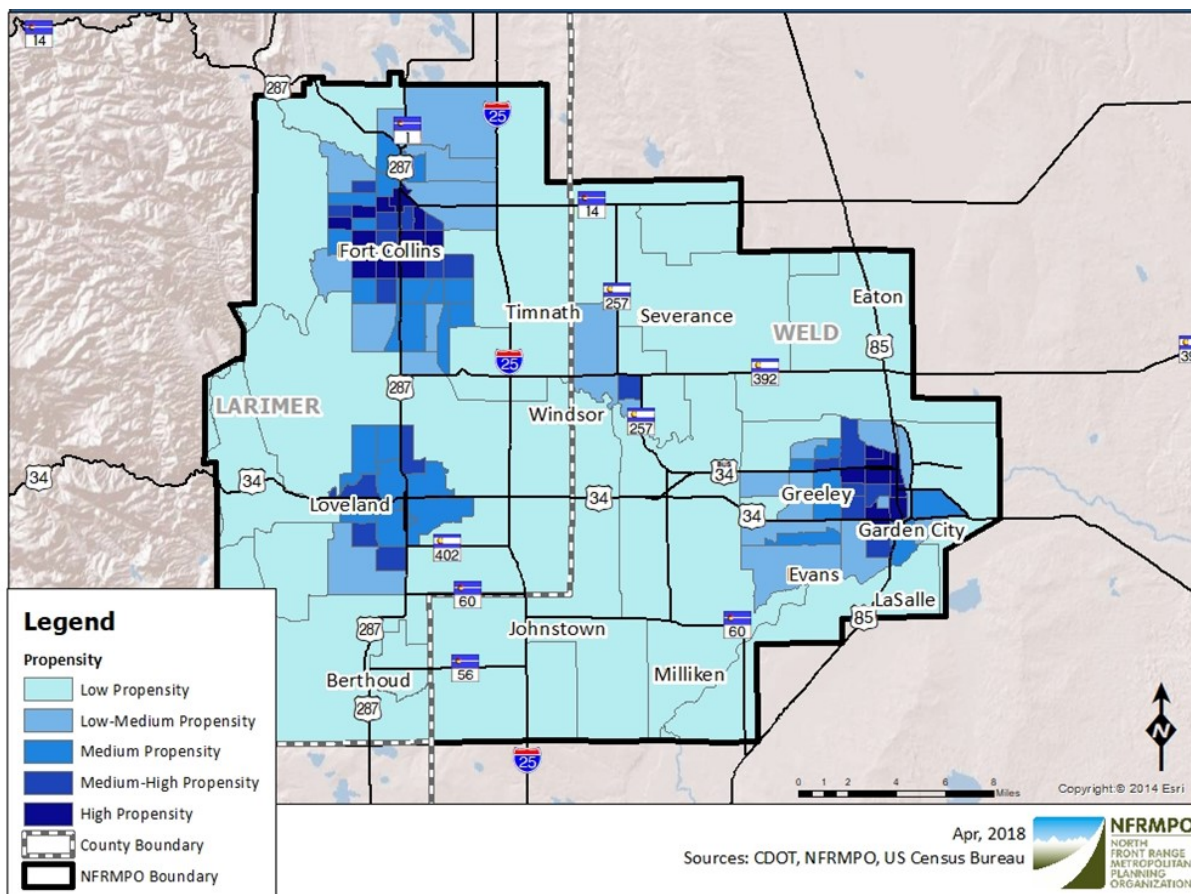 14
287
25
1
287
14
Fort Collins
257
Eaton
Timnath
Severance
WELD
85
25
392
39
287
LARIMER
Windsor
257
34
34
BUS
34
Greeley
Loveland
34
34
Garden City
402
Evans
60
LaSalle
85
287
Johnstown
60
56
Berthoud
Milliken
287
25
N
Legend
Propensity
Low Propensity
Low-Medium Propensity
Medium Propensity
Medium-High Propensity
High Propensity
County Boundary
NFRMPO Boundary
0 1 2 4 6 8
Miles
Copyright:© 2014 Esri
Apr, 2018
Sources: CDOT, NFRMPO, US Census Bureau
NFRMPO
NORTH
FRONT RANGE
METROPOLITAN
PLANNING
ORGANIZATION